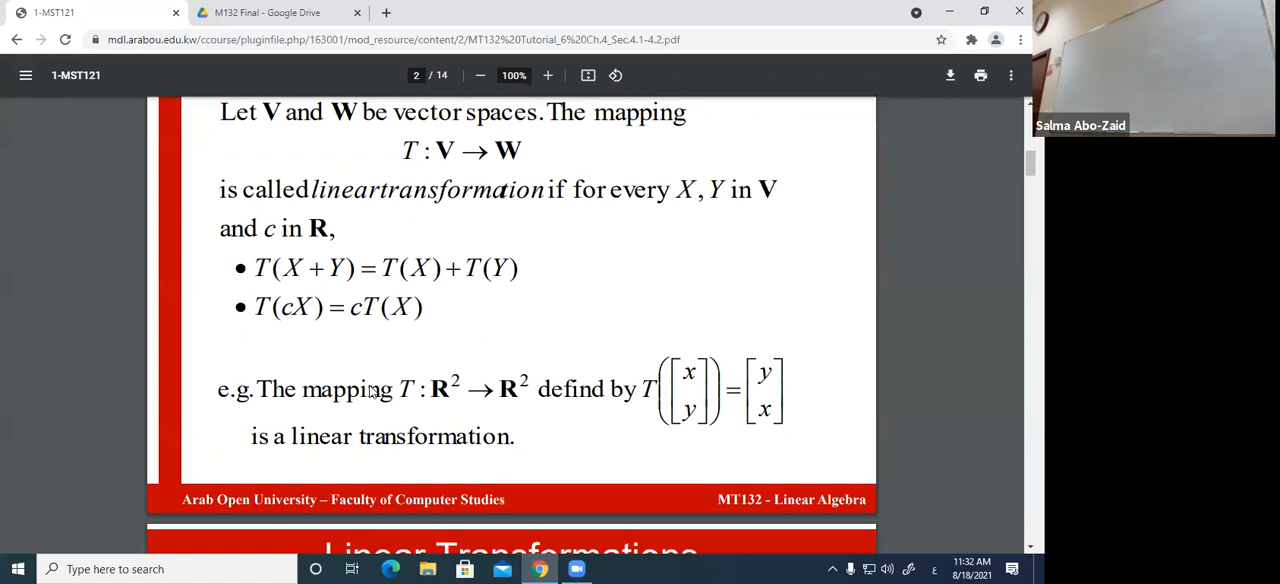 1-MST121
M132 Final - Google Drive
mdl.arabou.edu.kw/ccourse/pluginfile.php/163001/mod_resource/content/2/MT132%20Tutorial_6%20Ch.4_Sec.4.1-4.2.pdf
1-MST121
2 / 14
100%
Salma Abo-Zaid
Let V and W be vector spaces. The mapping
T : V → W
is called lineartransformation if for every X, Y in V
and c in R,
• T(X + Y) = T(X) + T(Y)
• T(cX) = cT(X)
e.g. The mapping T : R² → R² defind by T([x y]) = [y x]
is a linear transformation.
Arab Open University – Faculty of Computer Studies
MT132 - Linear Algebra
Linear Transformations
Type here to search
ع
11:32 AM
8/18/2021